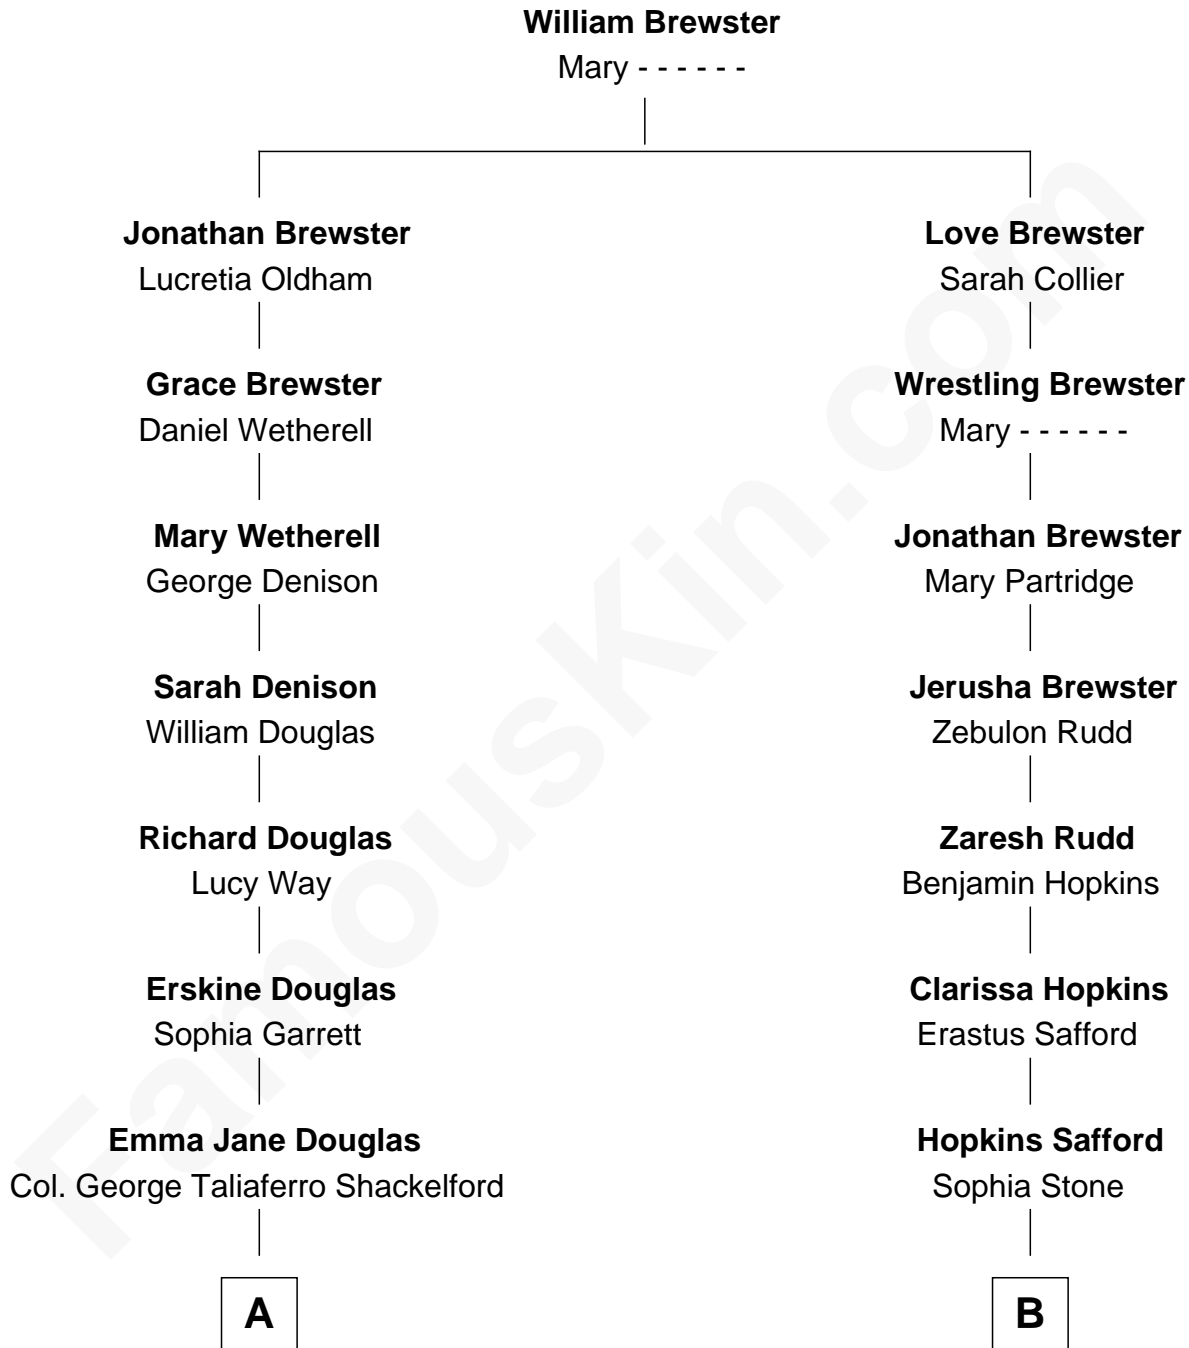 William Brewster
Mary - - - - - -
Jonathan Brewster
Lucretia Oldham
Love Brewster
Sarah Collier
Grace Brewster
Daniel Wetherell
Wrestling Brewster
Mary - - - - - -
Mary Wetherell
George Denison
Jonathan Brewster
Mary Partridge
Sarah Denison
William Douglas
Jerusha Brewster
Zebulon Rudd
Richard Douglas
Lucy Way
Zaresh Rudd
Benjamin Hopkins
Erskine Douglas
Sophia Garrett
Clarissa Hopkins
Erastus Safford
Emma Jane Douglas
Col. George Taliaferro Shackelford
Hopkins Safford
Sophia Stone
A
B
FamousKin.com